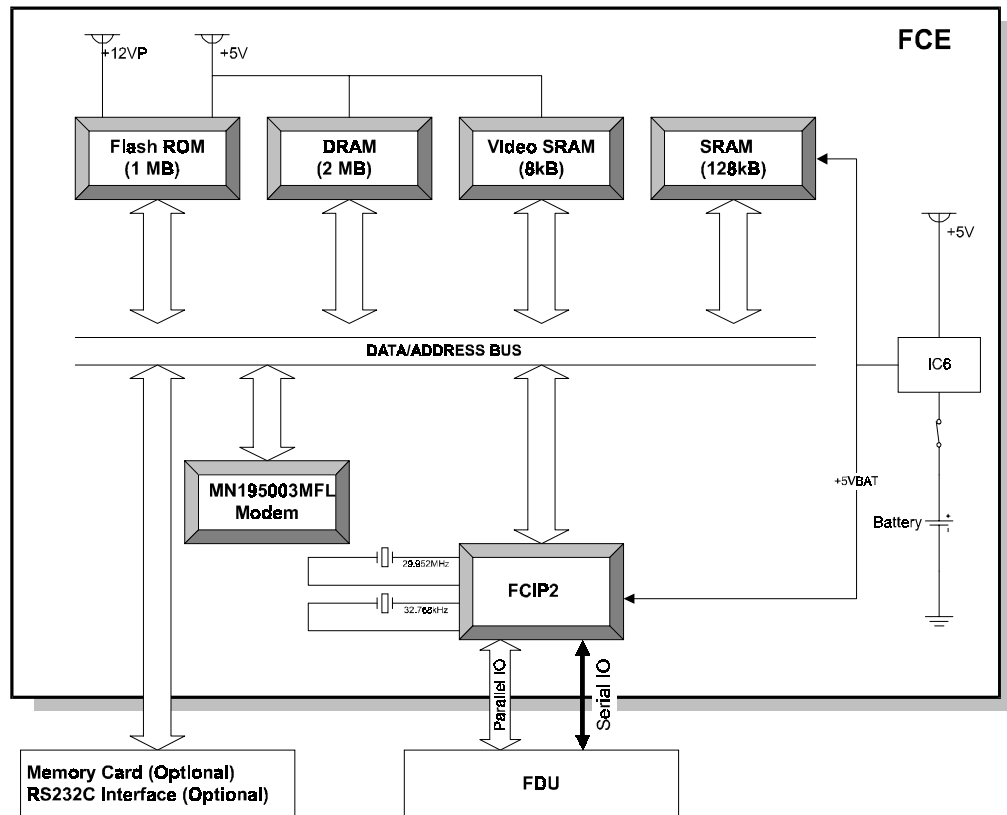 FCE
+12VP
+5V
Flash ROM
(1 MB)
DRAM
(2 MB)
Video SRAM
(8kB)
SRAM
(128kB)
+5V
DATA/ADDRESS BUS
IC6
MN195003MFL
Modem
+5VBAT
Battery
+
-
29.952MHz
FCIP2
32.768kHz
Parallel IO
Serial IO
Memory Card (Optional)
RS232C Interface (Optional)
FDU